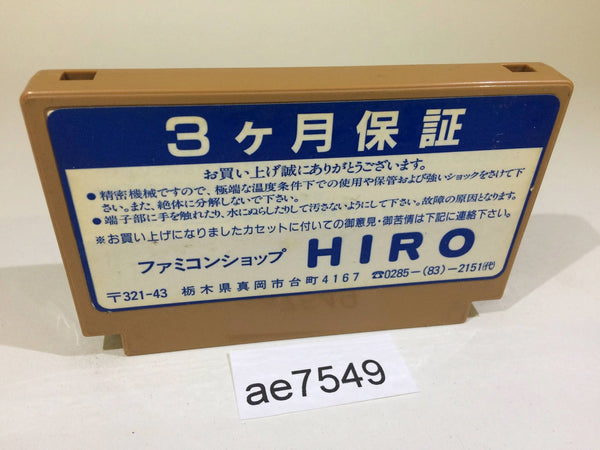 3ヶ月保証
お買い上げ誠にありがとうございます。
●精密機械ですので、極端な温度条件下での使用や保管および強いショックをさけて下
さい。また、絶対に分解しないで下さい。
●端子部に手を触れたり、水にぬらしたりして汚さないようにして下さい。故障の原因となります。
※お買い上げになりましたカセットに付いての御意見・御苦情は下記に連絡下さい。
ファミコンショップ HIRO
〒321-43 栃木県真岡市台町4167 ☎0285-(83)-2151(代)
ae7549